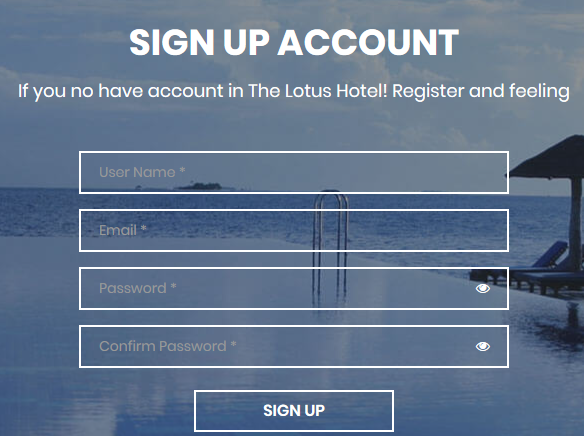 SIGN UP ACCOUNT
If you no have account in The Lotus Hotel! Register and feeling
User Name *
Email *
Password *
Confirm Password *
SIGN UP